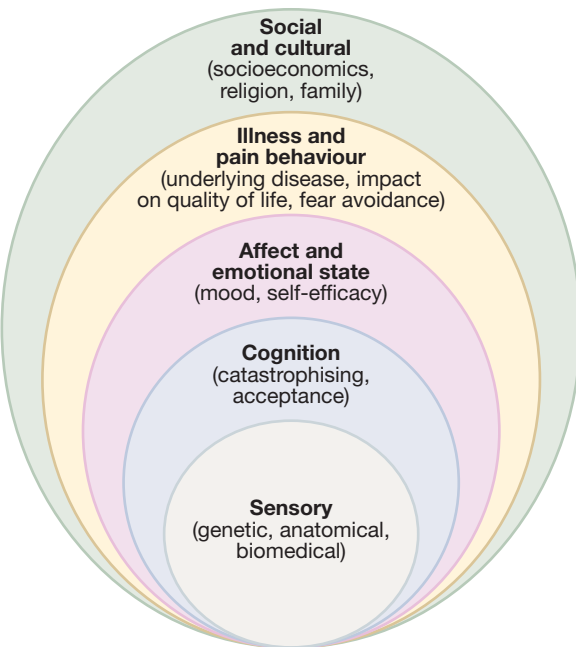 Social
and cultural
(socioeconomics,
religion, family)
Illness and
pain behaviour
(underlying disease, impact
on quality of life, fear avoidance)
Affect and
emotional state
(mood, self-efficacy)
Cognition
(catastrophising,
acceptance)
Sensory
(genetic, anatomical,
biomedical)